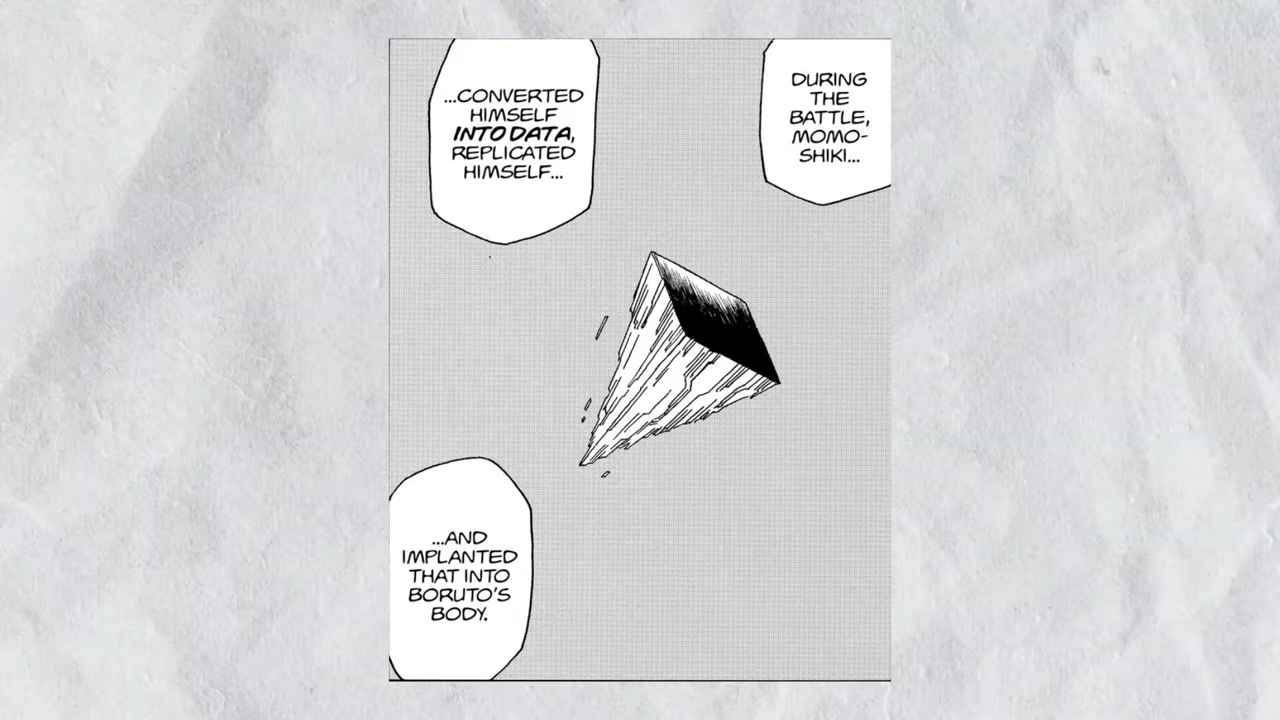 DURING
THE
BATTLE,
MOMO-
SHIKI...
...CONVERTED
HIMSELF
INTO DATA,
REPLICATED
HIMSELF...
...AND
IMPLANTED
THAT INTO
BORUTO'S
BODY.